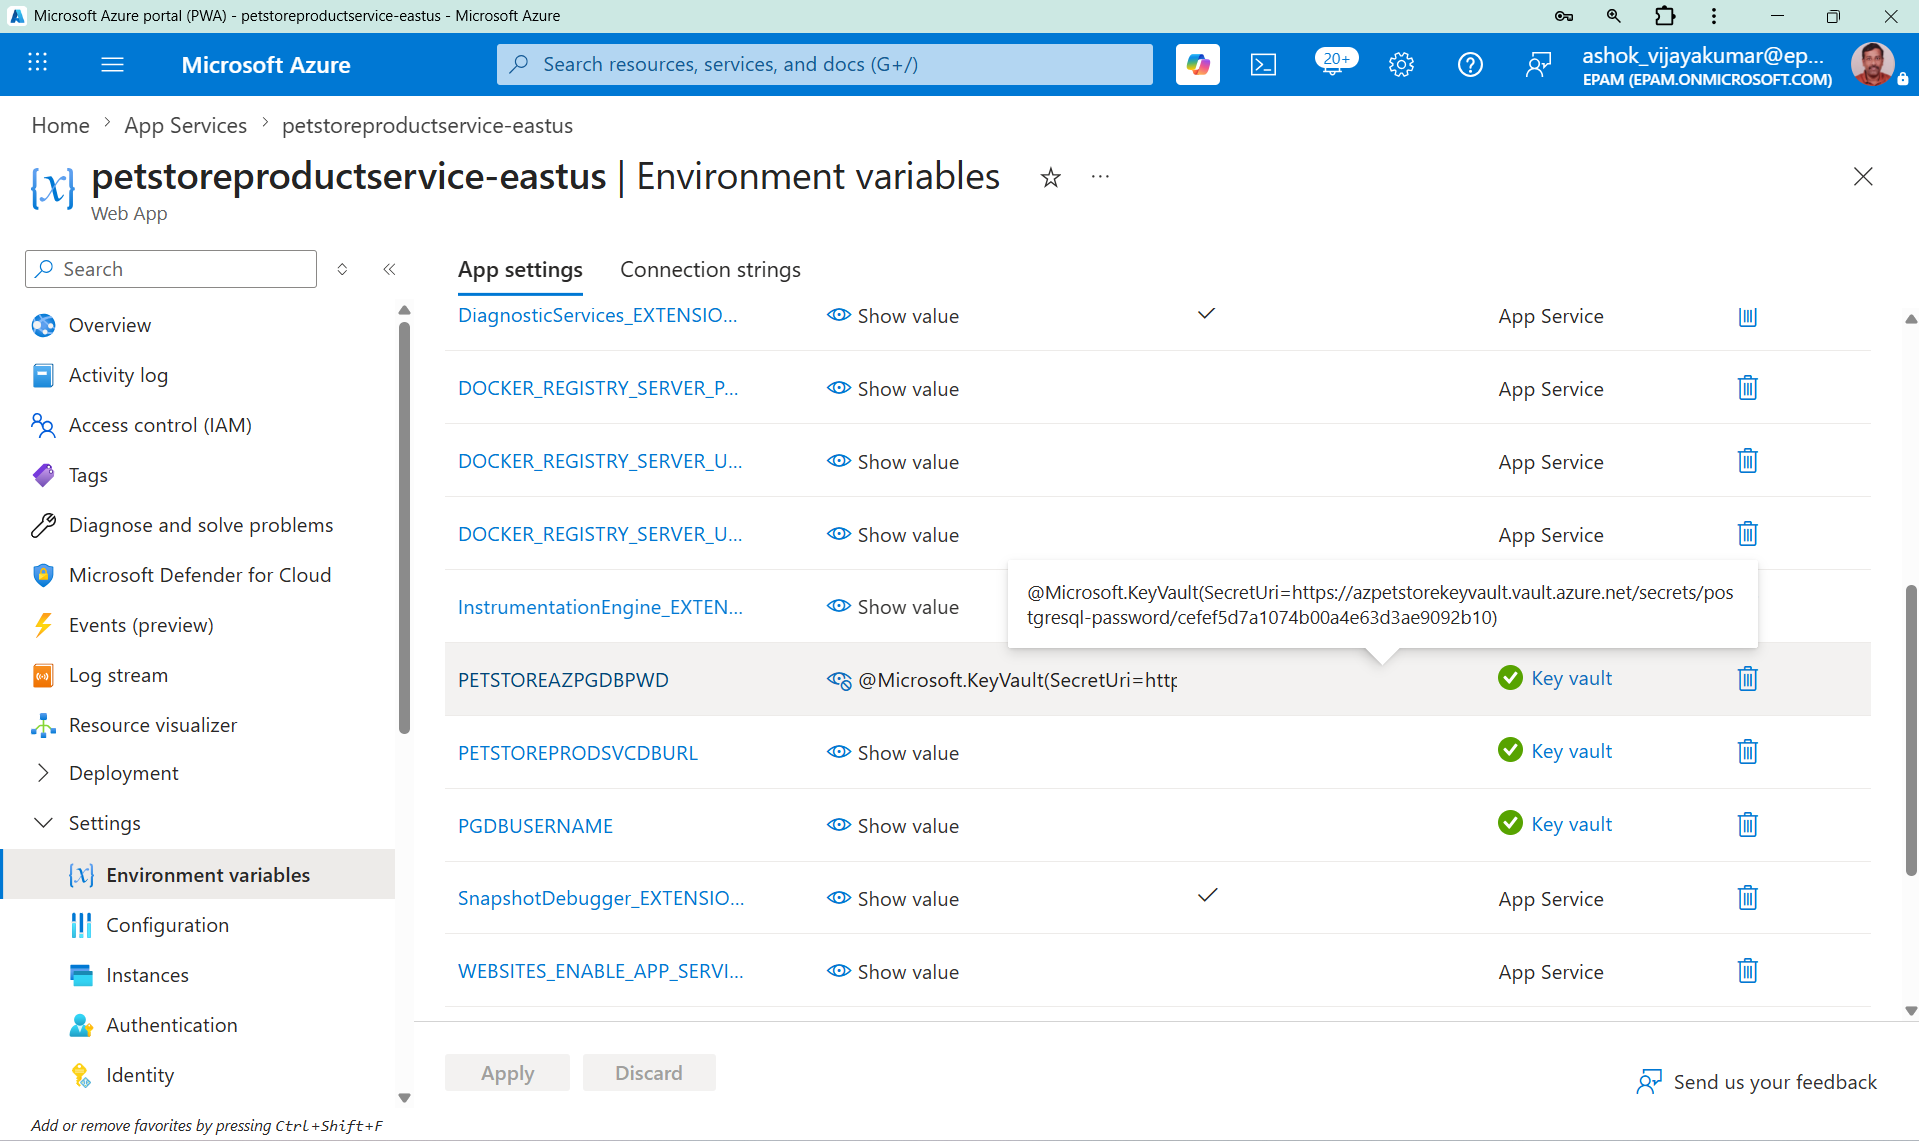 Microsoft Azure portal (PWA) - petstoreproductservice-eastus - Microsoft Azure
Microsoft Azure
Search resources, services, and docs (G+/)
20+
ashok_vijayakumar@ep...
EPAM (EPAM.ONMICROSOFT.COM)
Home
App Services
petstoreproductservice-eastus
petstoreproductservice-eastus | Environment variables
Web App
Search
Overview
Activity log
Access control (IAM)
Tags
Diagnose and solve problems
Microsoft Defender for Cloud
Events (preview)
Log stream
Resource visualizer
Deployment
Settings
Environment variables
Configuration
Instances
Authentication
Identity
Add or remove favorites by pressing Ctrl+Shift+F
App settings
Connection strings
DiagnosticServices_EXTENSIO... Show value App Service
DOCKER_REGISTRY_SERVER_P... Show value App Service
DOCKER_REGISTRY_SERVER_U... Show value App Service
DOCKER_REGISTRY_SERVER_U... Show value App Service
InstrumentationEngine_EXTEN... Show value
@Microsoft.KeyVault(SecretUri=https://azpetstorekeyvault.vault.azure.net/secrets/pos
tgresql-password/cefef5d7a1074b00a4e63d3ae9092b10)
PETSTOREAZPGDBPWD @Microsoft.KeyVault(SecretUri=http Key vault
PETSTOREPRODSVCDBURL Show value Key vault
PGDBUSERNAME Show value Key vault
SnapshotDebugger_EXTENSIO... Show value App Service
WEBSITES_ENABLE_APP_SERVI... Show value App Service
Apply
Discard
Send us your feedback